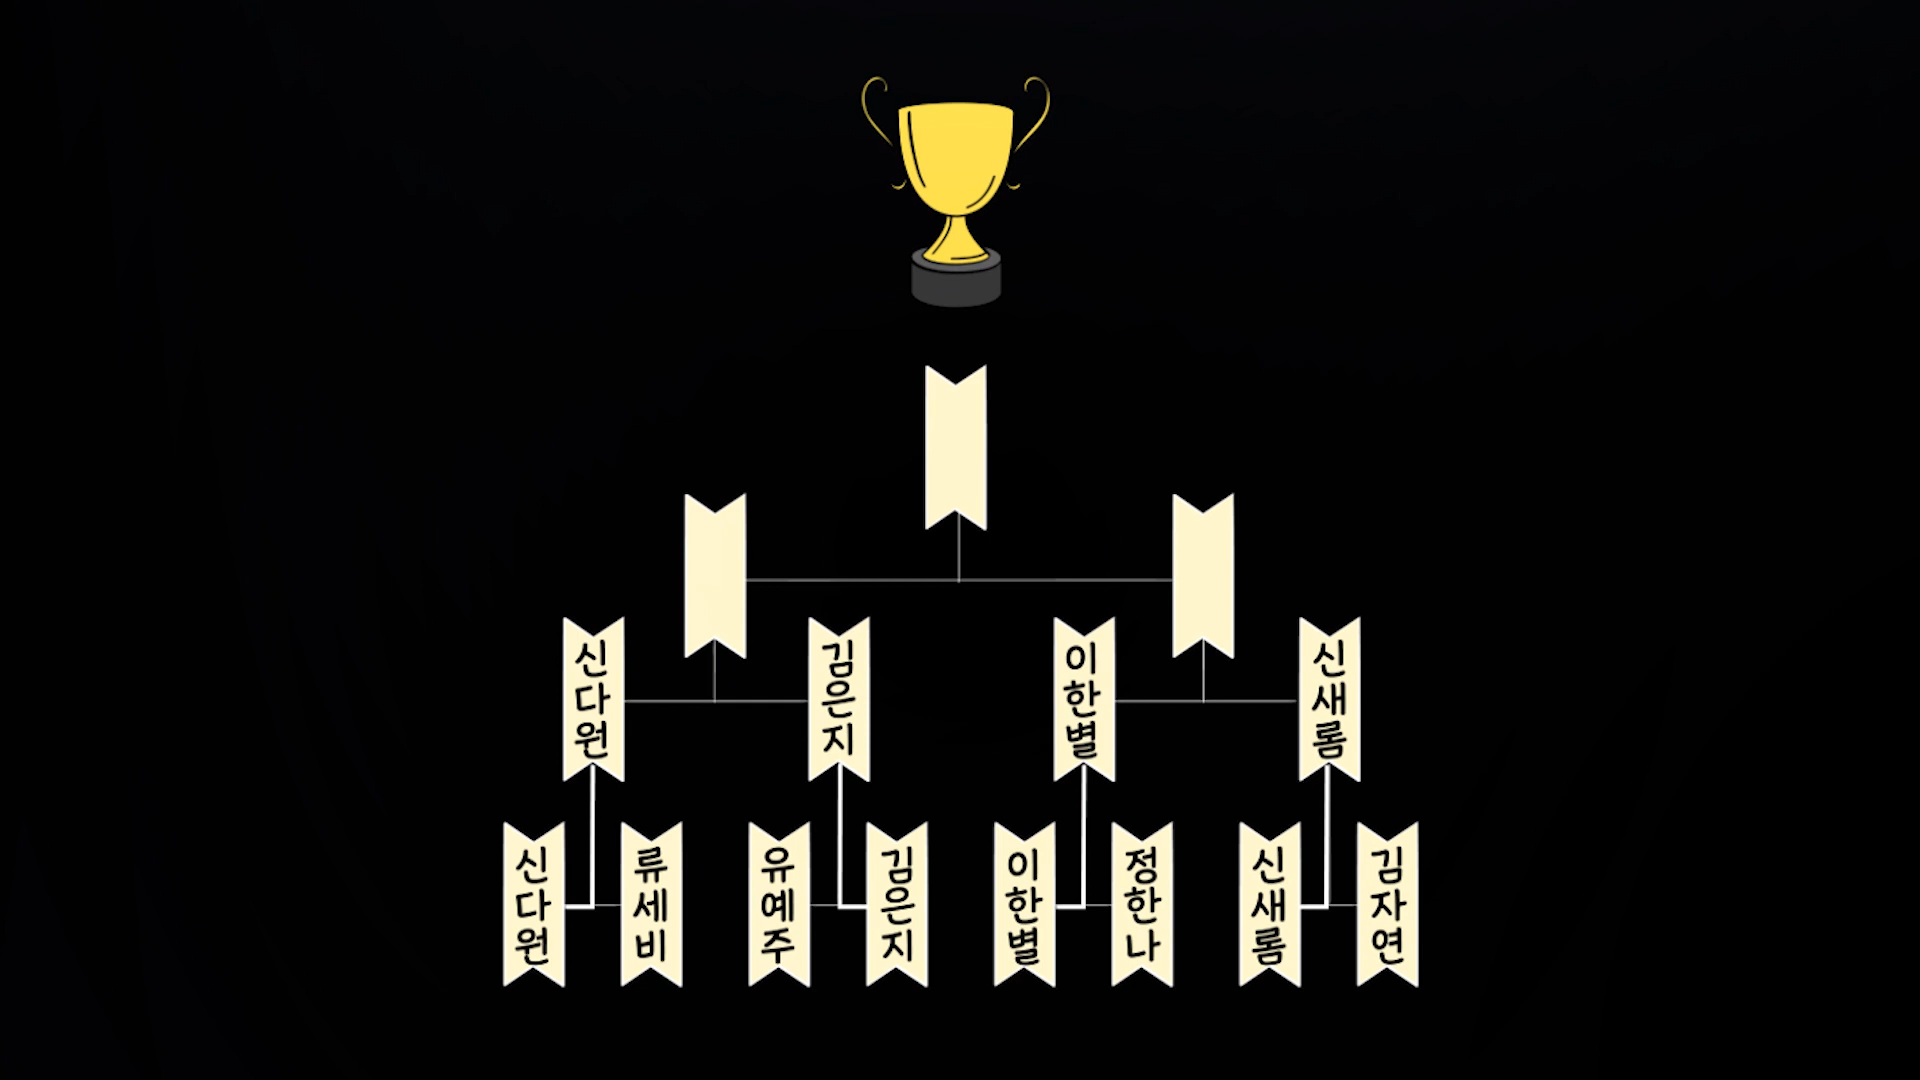 신다원
김은지
이한별
신새롬
신다원
류세비
유예주
김은지
이한별
정한나
신새롬
김자연